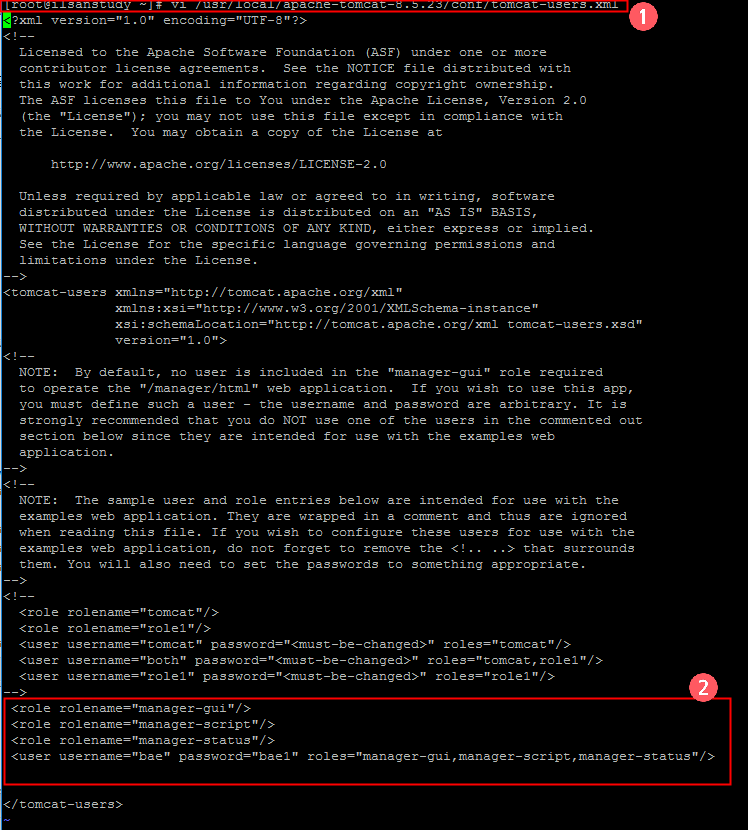 [root@ilsanstudy ~]# vi /usr/local/apache-tomcat-8.5.23/conf/tomcat-users.xml
1
<?xml version="1.0" encoding="UTF-8"?>
<!--
  Licensed to the Apache Software Foundation (ASF) under one or more
  contributor license agreements.  See the NOTICE file distributed with
  this work for additional information regarding copyright ownership.
  The ASF licenses this file to You under the Apache License, Version 2.0
  (the "License"); you may not use this file except in compliance with
  the License.  You may obtain a copy of the License at
      http://www.apache.org/licenses/LICENSE-2.0
  Unless required by applicable law or agreed to in writing, software
  distributed under the License is distributed on an "AS IS" BASIS,
  WITHOUT WARRANTIES OR CONDITIONS OF ANY KIND, either express or implied.
  See the License for the specific language governing permissions and
  limitations under the License.
-->
<tomcat-users xmlns="http://tomcat.apache.org/xml"
              xmlns:xsi="http://www.w3.org/2001/XMLSchema-instance"
              xsi:schemaLocation="http://tomcat.apache.org/xml tomcat-users.xsd"
              version="1.0">
<!--
  NOTE:  By default, no user is included in the "manager-gui" role required
  to operate the "/manager/html" web application.  If you wish to use this app,
  you must define such a user - the username and password are arbitrary. It is
  strongly recommended that you do NOT use one of the users in the commented out
  section below since they are intended for use with the examples web
  application.
-->
<!--
  NOTE:  The sample user and role entries below are intended for use with the
  examples web application. They are wrapped in a comment and thus are ignored
  when reading this file. If you wish to configure these users for use with the
  examples web application, do not forget to remove the <!.. ..> that surrounds
  them. You will also need to set the passwords to something appropriate.
-->
<!--
  <role rolename="tomcat"/>
  <role rolename="role1"/>
  <user username="tomcat" password="<must-be-changed>" roles="tomcat"/>
  <user username="both" password="<must-be-changed>" roles="tomcat,role1"/>
  <user username="role1" password="<must-be-changed>" roles="role1"/>
-->
2
 <role rolename="manager-gui"/>
 <role rolename="manager-script"/>
 <role rolename="manager-status"/>
 <user username="bae" password="bae1" roles="manager-gui,manager-script,manager-status"/>
</tomcat-users>
~